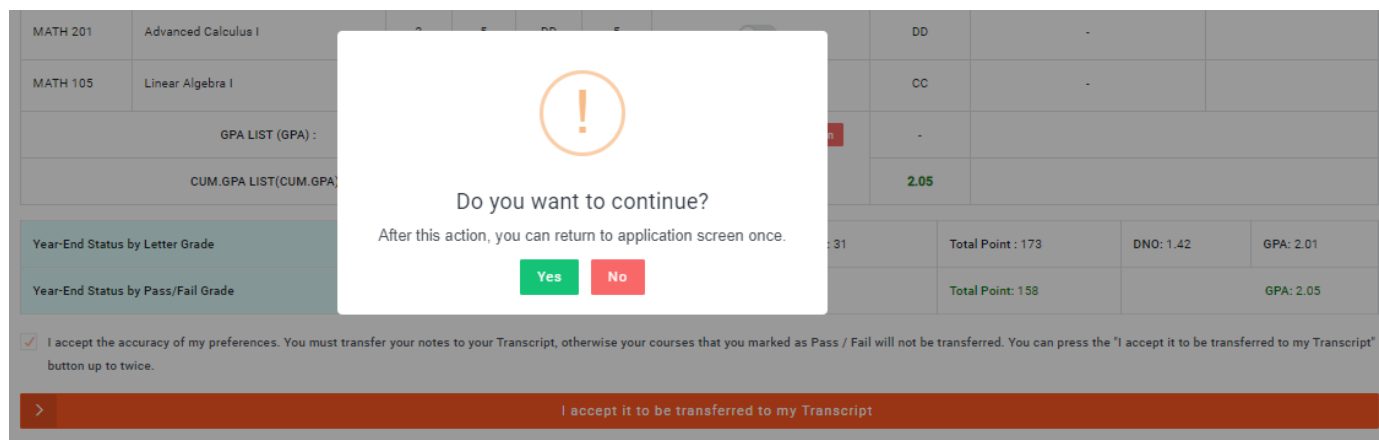 MATH 201 Advanced Calculus I DD -
MATH 105 Linear Algebra I CC -
GPA LIST (GPA) : -
CUM.GPA LIST(CUM.GPA) 2.05
!
Do you want to continue?
After this action, you can return to application screen once.
Yes No
Year-End Status by Letter Grade : 31 Total Point : 173 DNO: 1.42 GPA: 2.01
Year-End Status by Pass/Fail Grade Total Point: 158 GPA: 2.05
I accept the accuracy of my preferences. You must transfer your notes to your Transcript, otherwise your courses that you marked as Pass / Fail will not be transferred. You can press the "I accept it to be transferred to my Transcript"
button up to twice.
I accept it to be transferred to my Transcript